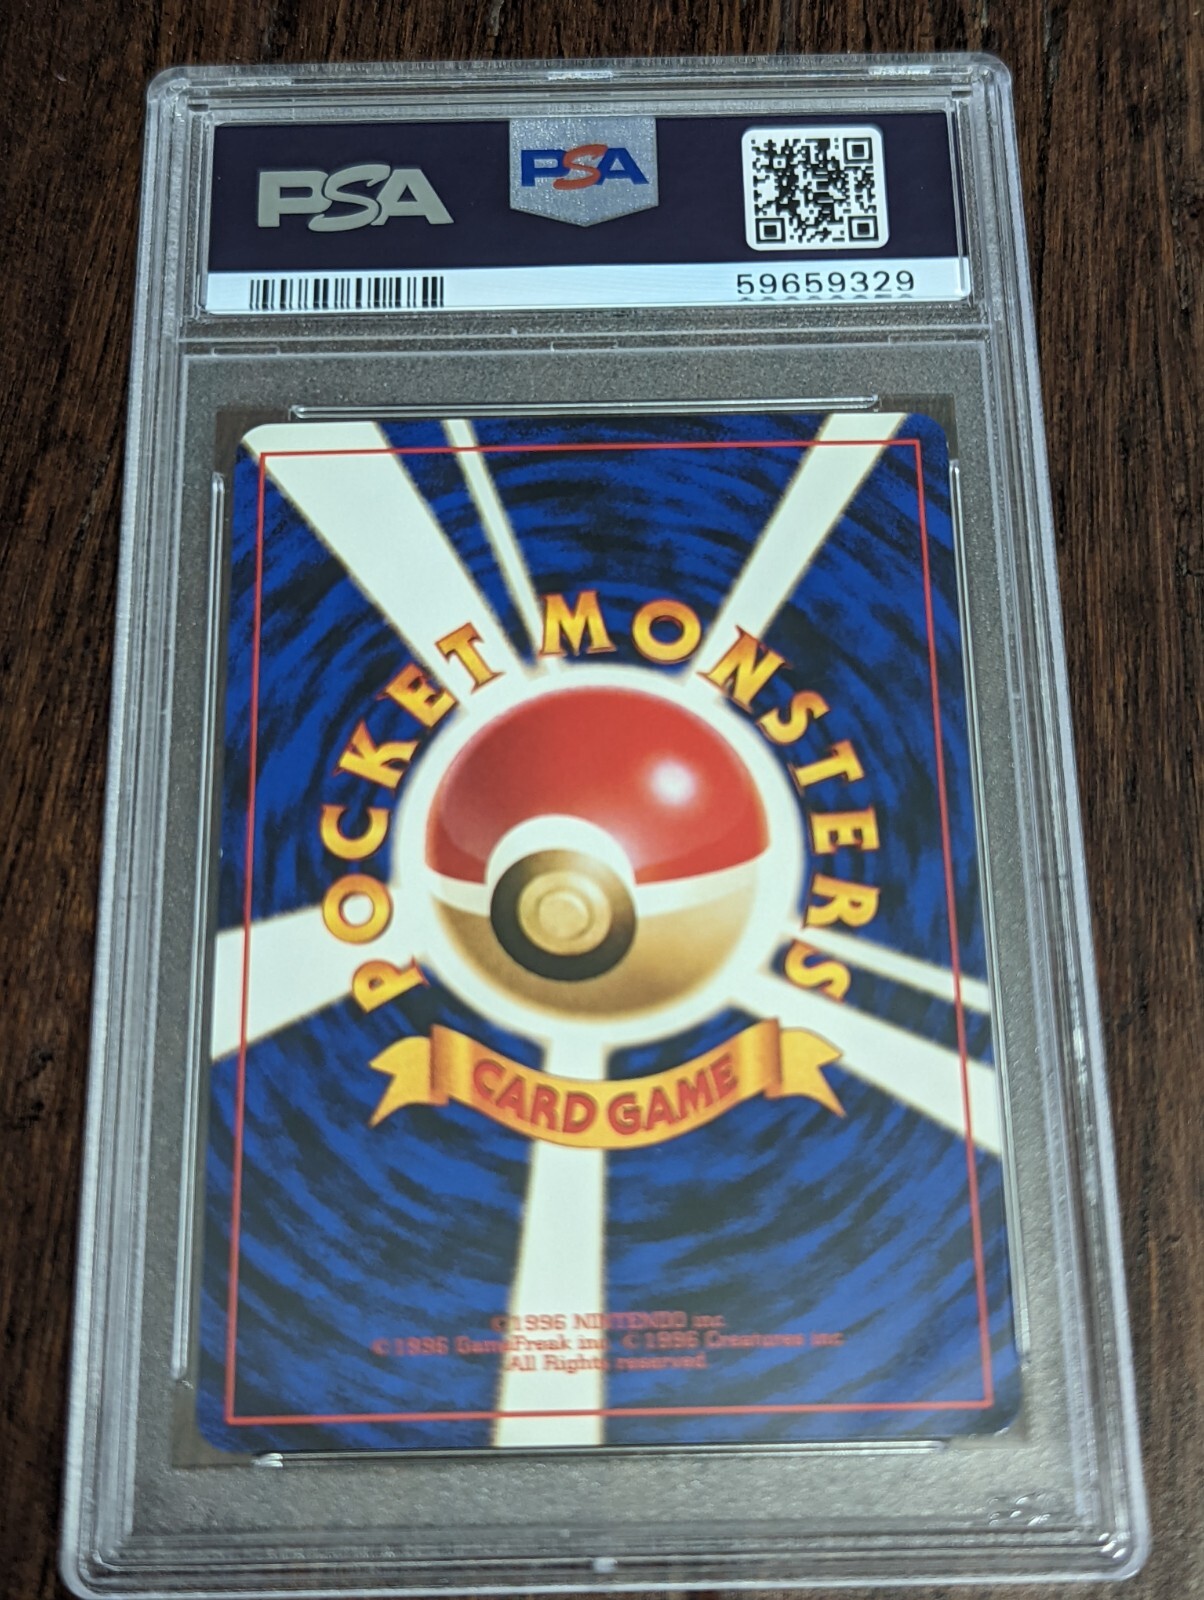 PSA
PSA
59659329
POCKET MONSTERS
CARD GAME
©1996 NINTENDO inc.
©1996 GameFreak inc. ©1996 Creatures inc
All Rights reserved.